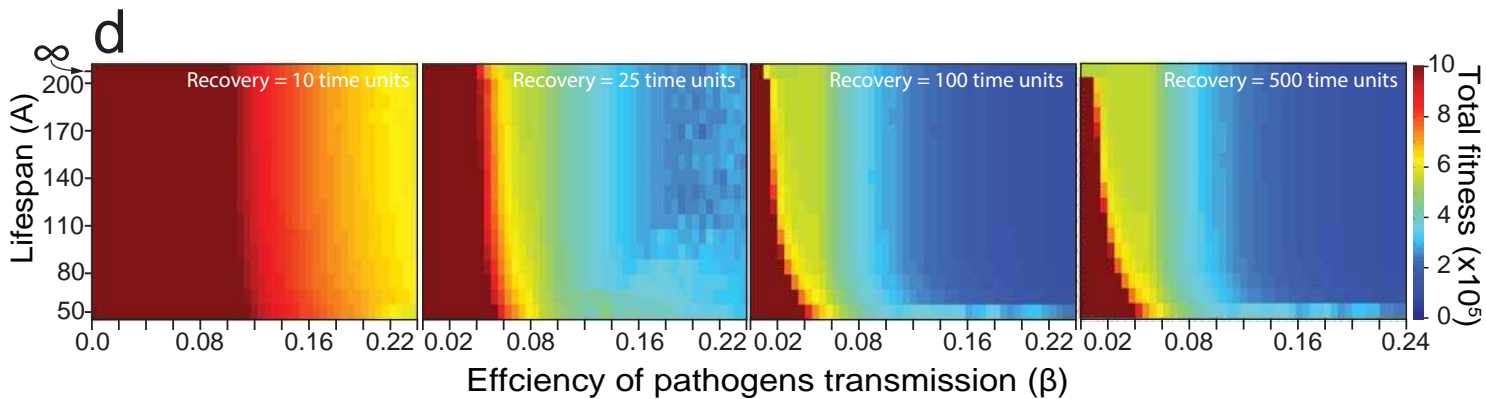 d
∞
Recovery = 10 time units
Recovery = 25 time units
Recovery = 100 time units
Recovery = 500 time units
Lifespan (A)
200
170
140
110
80
50
0.0 0.08 0.16 0.22
0.02 0.08 0.16 0.22
0.02 0.08 0.16 0.22
0.02 0.08 0.16 0.24
Effciency of pathogens transmission (β)
10
8
6
4
2
0
Total fitness (x10⁵)